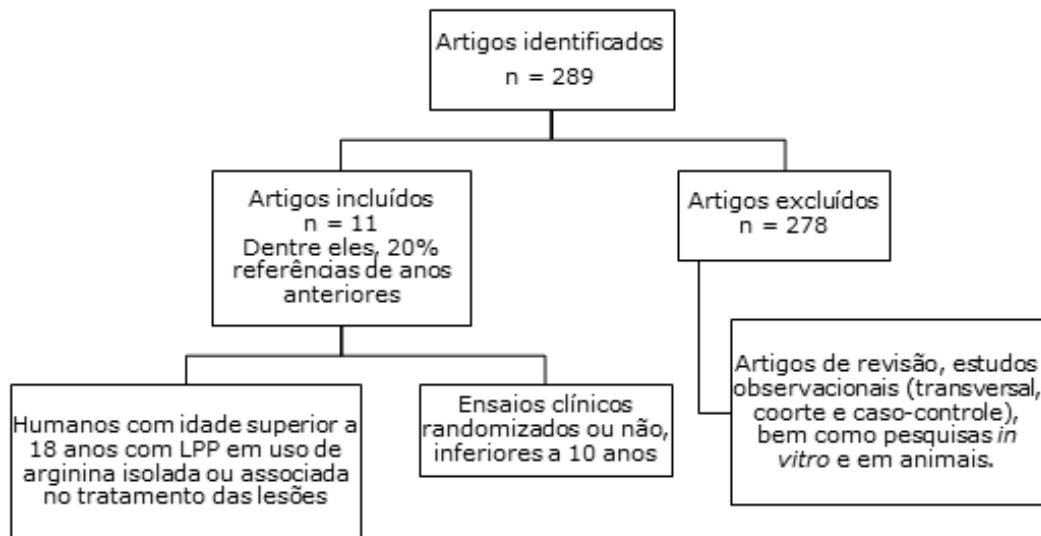 Artigos identificados
n = 289
Artigos incluídos
n = 11
Dentre eles, 20%
referências de anos
anteriores
Artigos excluídos
n = 278
Humanos com idade superior a
18 anos com LPP em uso de
arginina isolada ou associada
no tratamento das lesões
Ensaios clínicos
randomizados ou não,
inferiores a 10 anos
Artigos de revisão, estudos
observacionais (transversal,
coorte e caso-controle),
bem como pesquisas in
vitro e em animais.